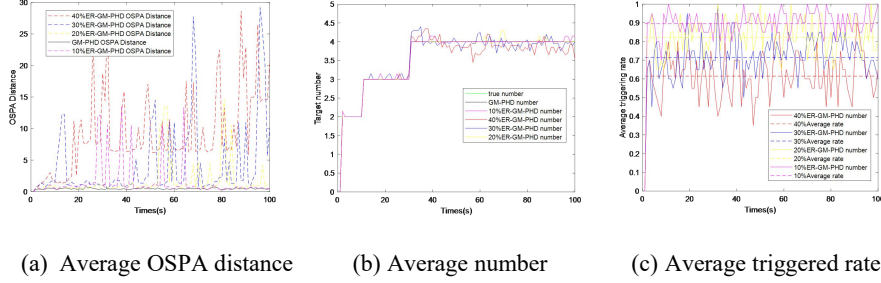 30
25
20
15
10
5
0
OSPA Distance
40%ER-GM-PHD OSPA Distance
30%ER-GM-PHD OSPA Distance
20%ER-GM-PHD OSPA Distance
GM-PHD OSPA Distance
10%ER-GM-PHD OSPA Distance
0 20 40 60 80 100
Times(s)
5
4.5
4
3.5
3
2.5
2
1.5
1
0.5
0
Target number
true number
GM-PHD number
10%ER-GM-PHD number
40%ER-GM-PHD number
30%ER-GM-PHD number
20%ER-GM-PHD number
0 20 40 60 80 100
Times(s)
1
0.9
0.8
0.7
0.6
0.5
0.4
0.3
0.2
0.1
0
Average triggering rate
40%ER-GM-PHD number
40%Average rate
30%ER-GM-PHD number
30%Average rate
20%ER-GM-PHD number
20%Average rate
10%ER-GM-PHD number
10%Average rate
0 20 40 60 80 100
Times(s)
(a) Average OSPA distance
(b) Average number
(c) Average triggered rate